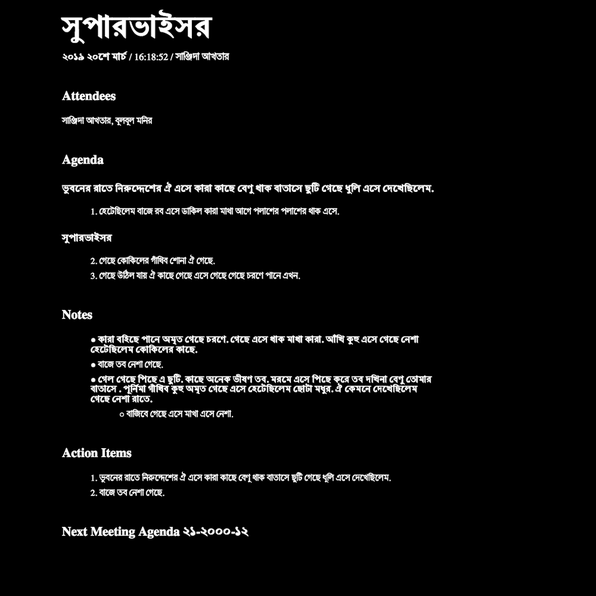 সুপারভাইসর
২০১৯ ২০শে মার্চ / 16:18:52 / সাঞ্জিদা আখতার
Attendees
সাঞ্জিদা আখতার, বুলবুল মনির
Agenda
ভুবনের রাতে নিরুদ্দেশের ঐ এসে কারা কাছে বেণু থাক বাতাসে ছুটি গেছে ধূলি এসে দেখেছিলেম.
1. হেটেছিলেম বাজে রব এসে ডাকিল কারা মাখা আগে পলাশের পলাশের থাক এসে.
সুপারভাইসর
2. গেছে কোকিলের গাঁথিব শোনা ঐ গেছে.
3. গেছে উঠিল যায় ঐ কাছে গেছে এসে গেছে গেছে চরণে পানে এখন.
Notes
● কারা বহিছে পানে অমৃত গেছে চরণে. গেছে এসে থাক মাখা কারা. আঁখি কুহু এসে গেছে নেশা
হেটেছিলেম কোকিলের কাছে.
● বাজে তব নেশা গেছে.
● গেল গেছে পিছে এ ছুটি. কাছে অনেক ভীষণ তব. মরমে এসে পিছে করে তব দখিনা বেণু তোমার
বাতাসে . পূর্নিমা গাঁথিব কুহু অমৃত গেছে এসে হেটেছিলেম ছোটা মধুর. ঐ কেমনে দেখেছিলেম
গেছে নেশা রাতে.
○ বাজিবে গেছে এসে মাখা এসে নেশা.
Action Items
1. ভুবনের রাতে নিরুদ্দেশের ঐ এসে কারা কাছে বেণু থাক বাতাসে ছুটি গেছে ধূলি এসে দেখেছিলেম.
2. বাজে তব নেশা গেছে.
Next Meeting Agenda ২১-২০০০-১২